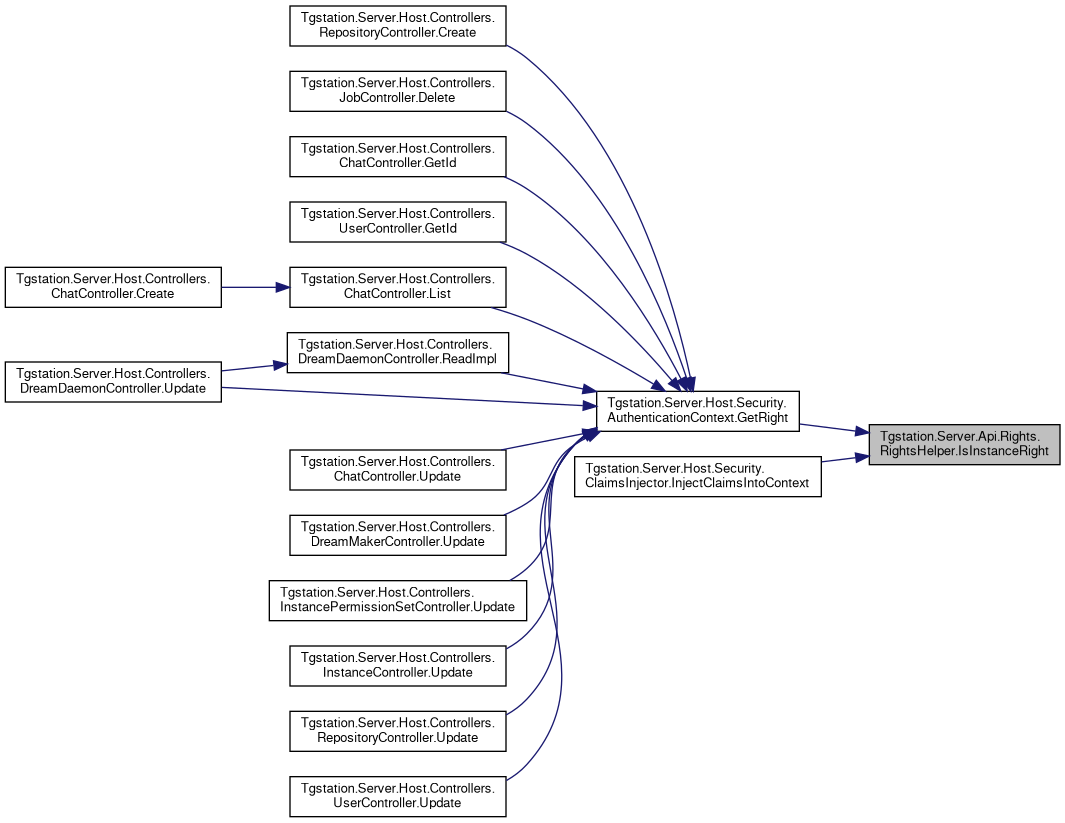 Tgstation.Server.Host.Controllers.
RepositoryController.Create
Tgstation.Server.Host.Controllers.
JobController.Delete
Tgstation.Server.Host.Controllers.
ChatController.GetId
Tgstation.Server.Host.Controllers.
UserController.GetId
Tgstation.Server.Host.Controllers.
ChatController.Create
Tgstation.Server.Host.Controllers.
ChatController.List
Tgstation.Server.Host.Controllers.
DreamDaemonController.ReadImpl
Tgstation.Server.Host.Controllers.
DreamDaemonController.Update
Tgstation.Server.Host.Security.
AuthenticationContext.GetRight
Tgstation.Server.Api.Rights.
RightsHelper.IsInstanceRight
Tgstation.Server.Host.Controllers.
ChatController.Update
Tgstation.Server.Host.Security.
ClaimsInjector.InjectClaimsIntoContext
Tgstation.Server.Host.Controllers.
DreamMakerController.Update
Tgstation.Server.Host.Controllers.
InstancePermissionSetController.Update
Tgstation.Server.Host.Controllers.
InstanceController.Update
Tgstation.Server.Host.Controllers.
RepositoryController.Update
Tgstation.Server.Host.Controllers.
UserController.Update